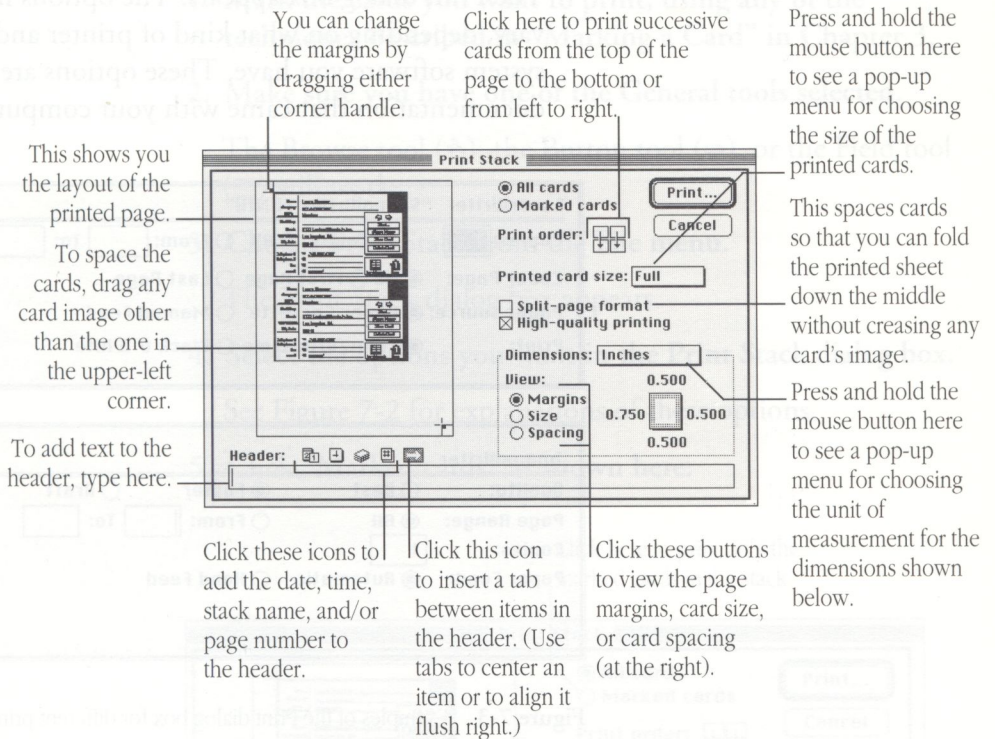 You can change
the margins by
dragging either
corner handle.
Click here to print successive
cards from the top of the
page to the bottom or
from left to right.
Press and hold the
mouse button here
to see a pop-up
menu for choosing
the size of the
printed cards.
This shows you
the layout of the
printed page.
To space the
cards, drag any
card image other
than the one in
the upper-left
corner.
To add text to the
header, type here.
Print Stack
All cards
Marked cards
Print order:
Print...
Cancel
Printed card size: Full
Split-page format
High-quality printing
Dimensions: Inches
View:
Margins
Size
Spacing
0.500
0.750 0.500
0.500
Header:
This spaces cards
so that you can fold
the printed sheet
down the middle
without creasing any
card's image.
Press and hold the
mouse button here
to see a pop-up
menu for choosing
the unit of
measurement for the
dimensions shown
below.
Click these icons to
add the date, time,
stack name, and/or
page number to
the header.
Click this icon
to insert a tab
between items in
the header. (Use
tabs to center an
item or to align it
flush right.)
Click these buttons
to view the page
margins, card size,
or card spacing
(at the right).